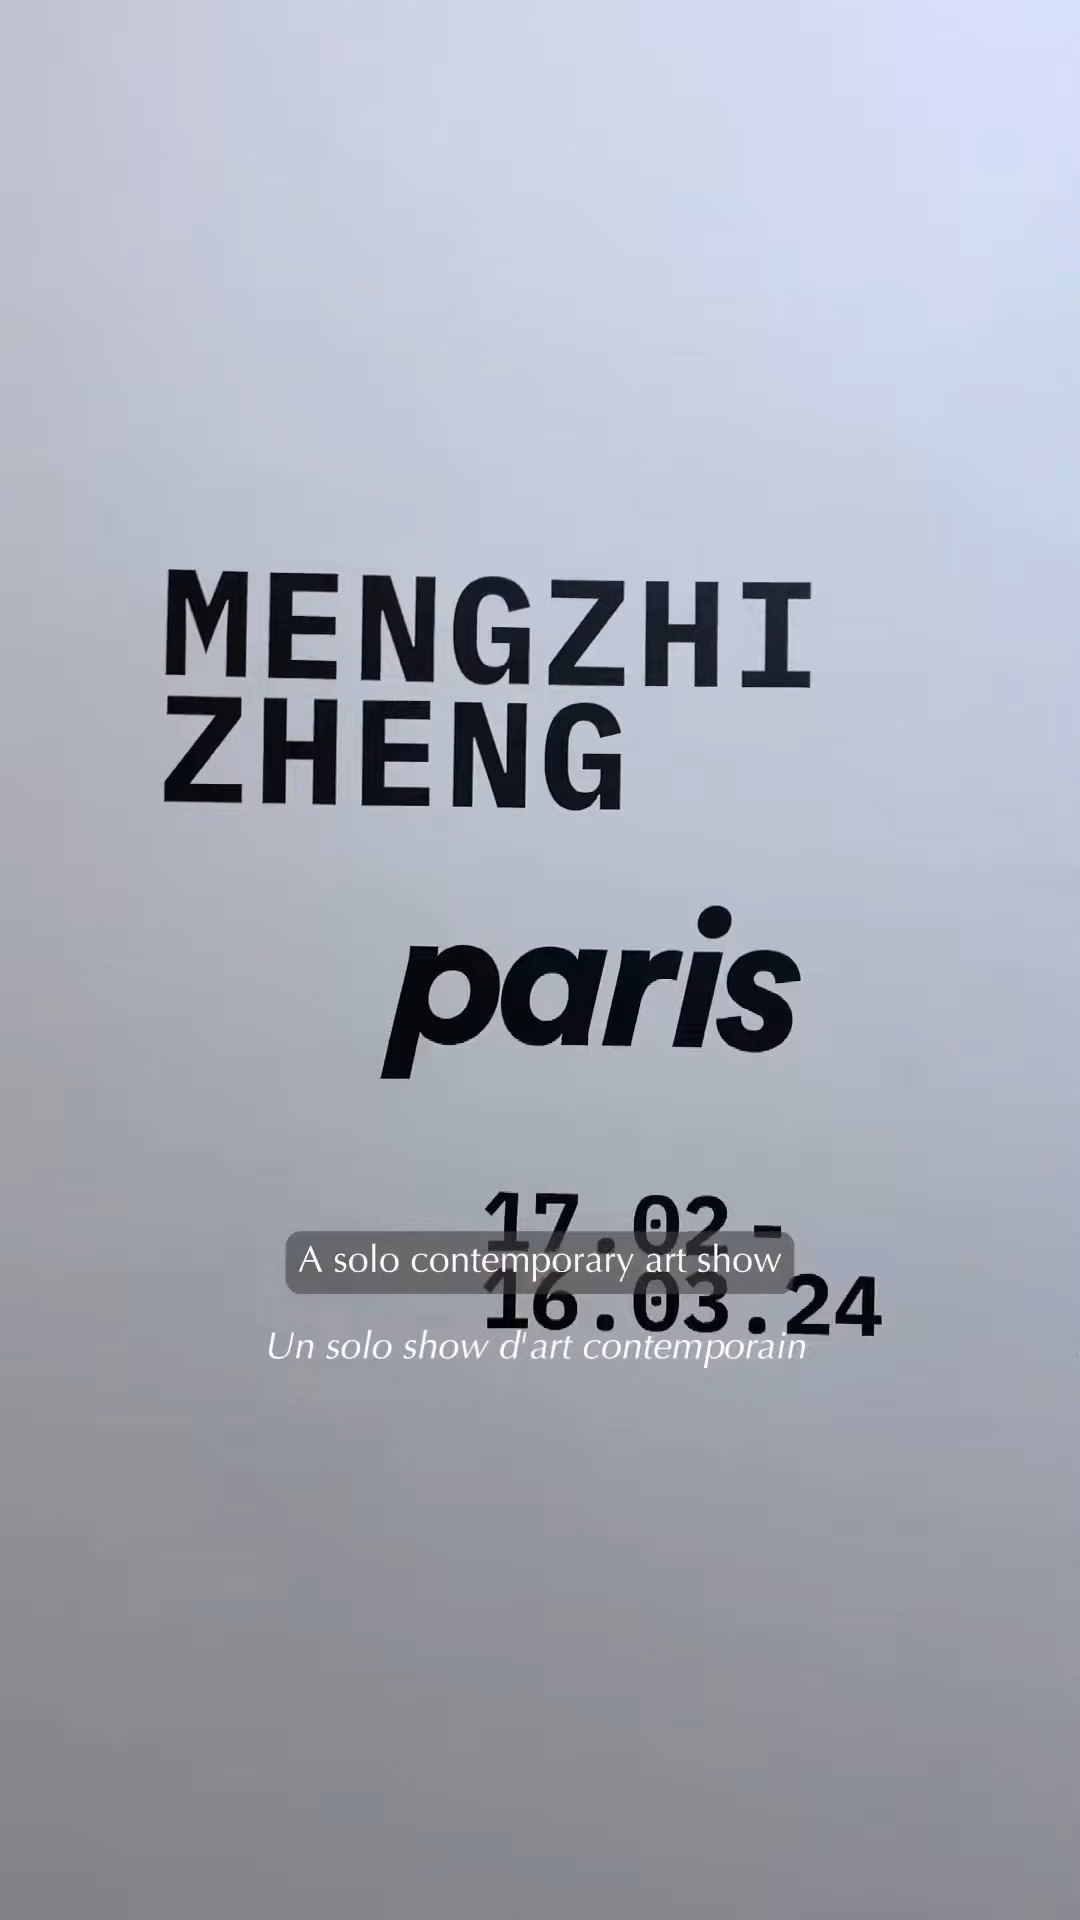 MENGZHI
ZHENG
paris
17.02-
A solo contemporary art show
16.03.24
Un solo show d'art contemporain